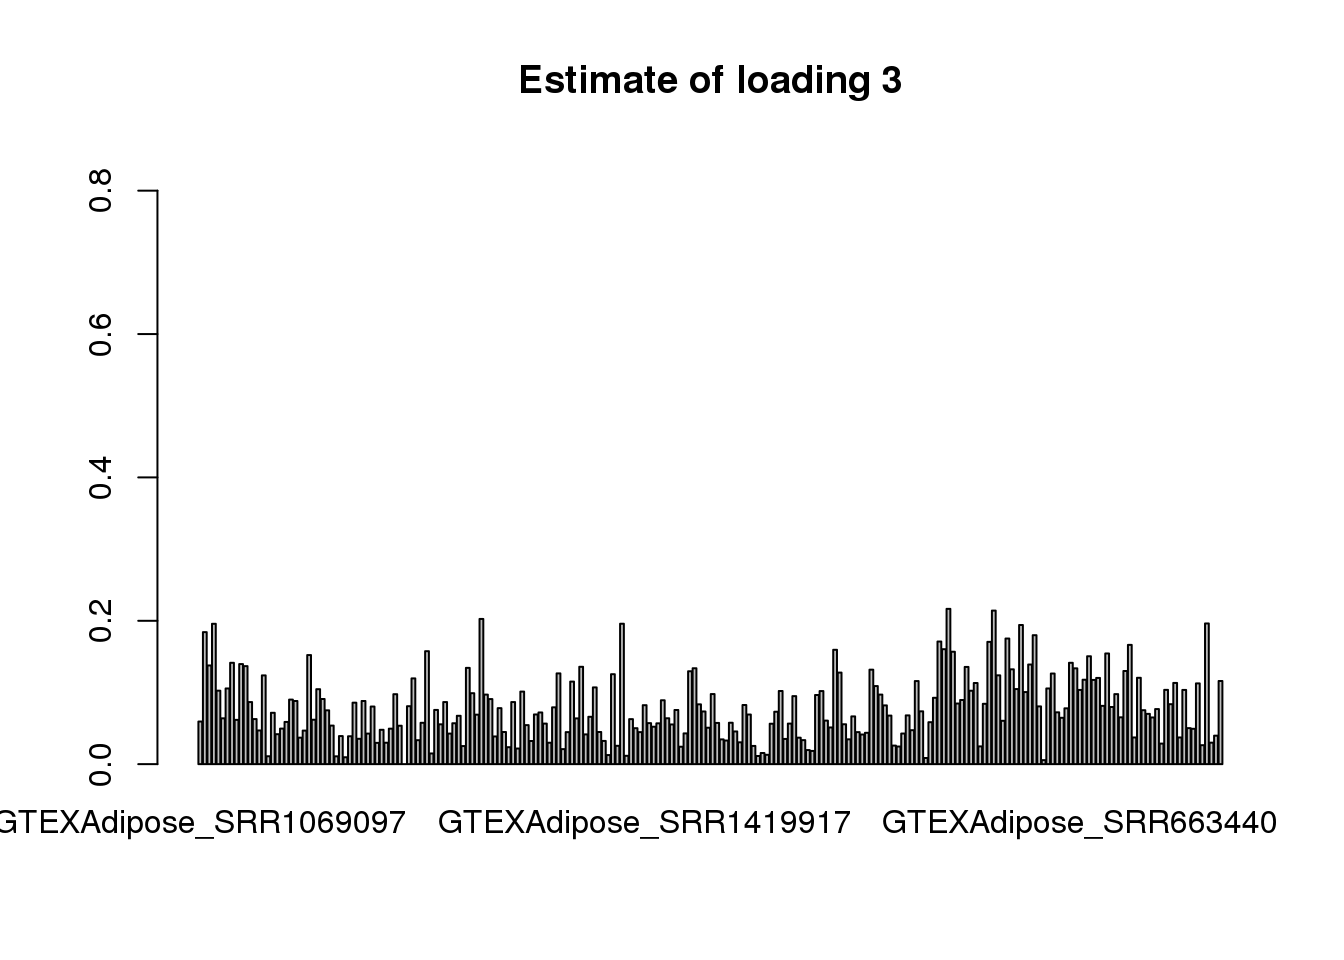 Estimate of loading 3
0.8
0.6
0.4
0.2
0.0
GTEXAdipose_SRR1069097 GTEXAdipose_SRR1419917 GTEXAdipose_SRR663440